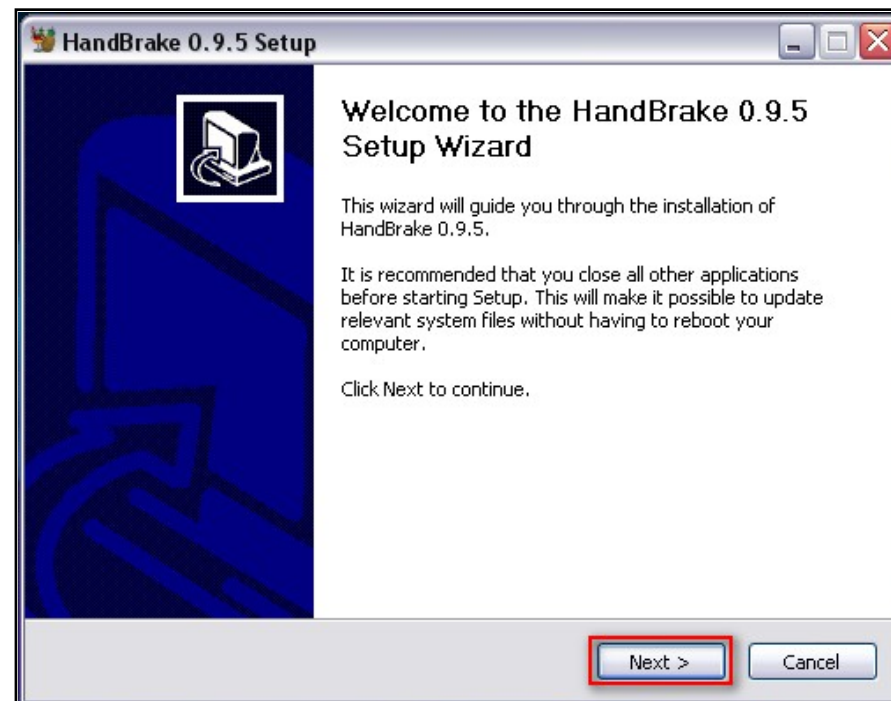 HandBrake 0.9.5 Setup
Welcome to the HandBrake 0.9.5
Setup Wizard
This wizard will guide you through the installation of
HandBrake 0.9.5.
It is recommended that you close all other applications
before starting Setup. This will make it possible to update
relevant system files without having to reboot your
computer.
Click Next to continue.
Next >
Cancel